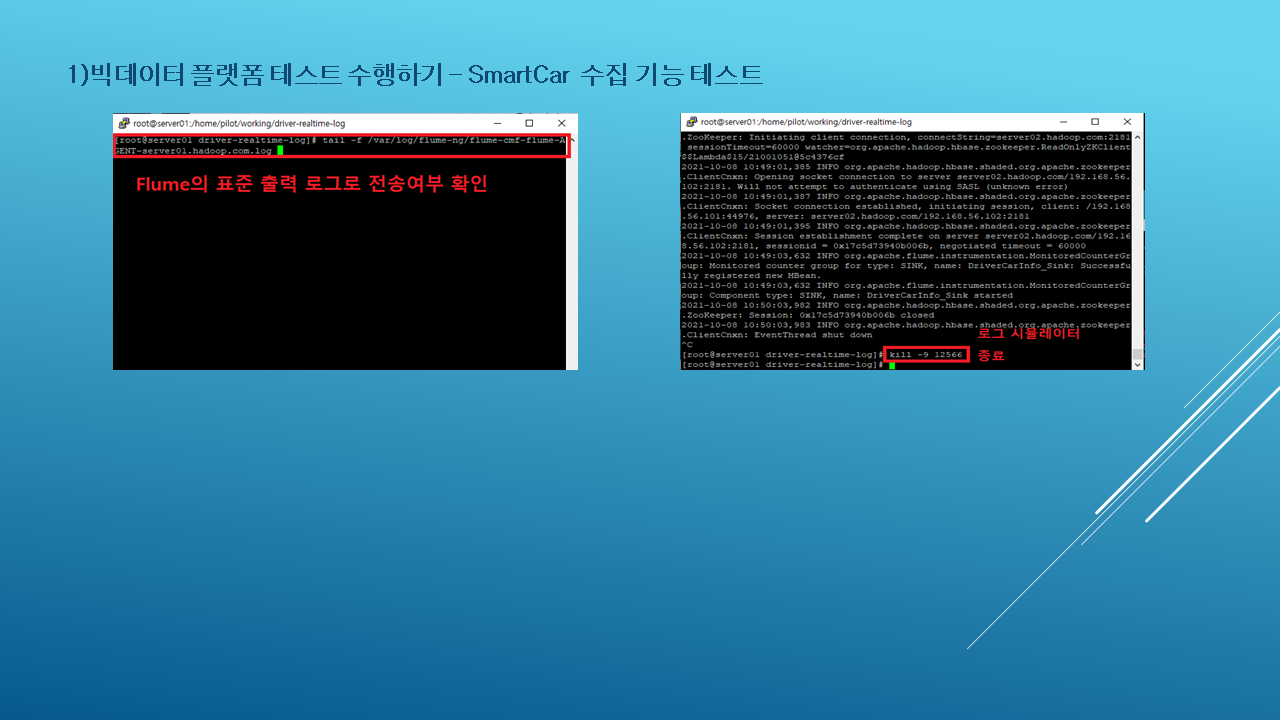 1)빅데이터 플랫폼 테스트 수행하기 – SmartCar 수집 기능 테스트
root@server01:/home/pilot/working/driver-realtime-log
[root@server01 driver-realtime-log]# tail -f /var/log/flume-ng/flume-cmf-flume-A
GENT-server01.hadoop.com.log
Flume의 표준 출력 로그로 전송여부 확인
root@server01:/home/pilot/working/driver-realtime-log
.ZooKeeper: Initiating client connection, connectString=server02.hadoop.com:2181
sessionTimeout=60000 watcher=org.apache.hadoop.hbase.zookeeper.ReadOnlyZKClient
$$Lambda$15/21001051@5c4376cf
2021-10-08 10:49:01,385 INFO org.apache.hadoop.hbase.shaded.org.apache.zookeeper
.ClientCnxn: Opening socket connection to server server02.hadoop.com/192.168.56.
102:2181. Will not attempt to authenticate using SASL (unknown error)
2021-10-08 10:49:01,387 INFO org.apache.hadoop.hbase.shaded.org.apache.zookeeper
.ClientCnxn: Socket connection established, initiating session, client: /192.168
.56.101:44976, server: server02.hadoop.com/192.168.56.102:2181
2021-10-08 10:49:01,395 INFO org.apache.hadoop.hbase.shaded.org.apache.zookeeper
.ClientCnxn: Session establishment complete on server server02.hadoop.com/192.16
8.56.102:2181, sessionid = 0x17c5d73940b006b, negotiated timeout = 60000
2021-10-08 10:49:03,632 INFO org.apache.flume.instrumentation.MonitoredCounterGr
oup: Monitored counter group for type: SINK, name: DriverCarInfo_Sink: Successfu
lly registered new MBean.
2021-10-08 10:49:03,632 INFO org.apache.flume.instrumentation.MonitoredCounterGr
oup: Component type: SINK, name: DriverCarInfo_Sink started
2021-10-08 10:50:03,982 INFO org.apache.hadoop.hbase.shaded.org.apache.zookeeper
.ZooKeeper: Session: 0x17c5d73940b006b closed
2021-10-08 10:50:03,983 INFO org.apache.hadoop.hbase.shaded.org.apache.zookeeper
.ClientCnxn: EventThread shut down
^C
[root@server01 driver-realtime-log]# kill -9 12566
[root@server01 driver-realtime-log]#
로그 시뮬레이터
종료